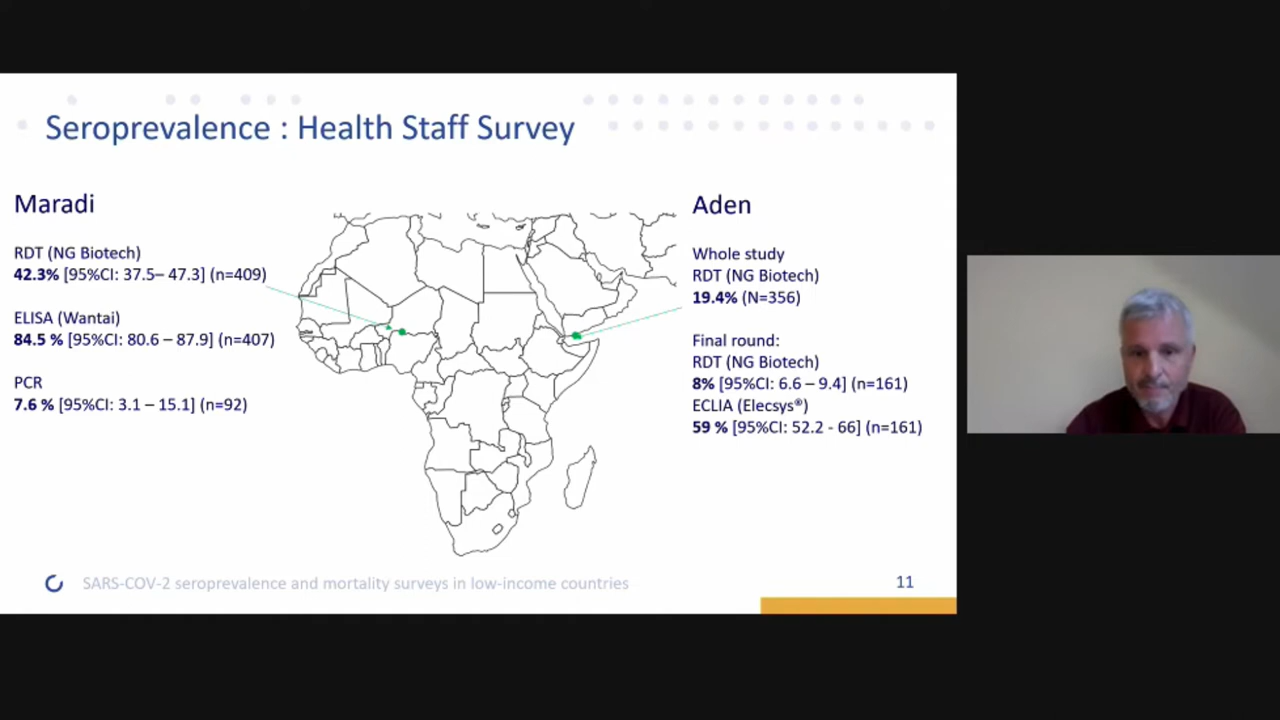 Seroprevalence : Health Staff Survey
Maradi
RDT (NG Biotech)
42.3% [95%CI: 37.5– 47.3] (n=409)
ELISA (Wantai)
84.5 % [95%CI: 80.6 – 87.9] (n=407)
PCR
7.6 % [95%CI: 3.1 – 15.1] (n=92)
Aden
Whole study
RDT (NG Biotech)
19.4% (N=356)
Final round:
RDT (NG Biotech)
8% [95%CI: 6.6 – 9.4] (n=161)
ECLIA (Elecsys®)
59 % [95%CI: 52.2 - 66] (n=161)
SARS-COV-2 seroprevalence and mortality surveys in low-income countries
11